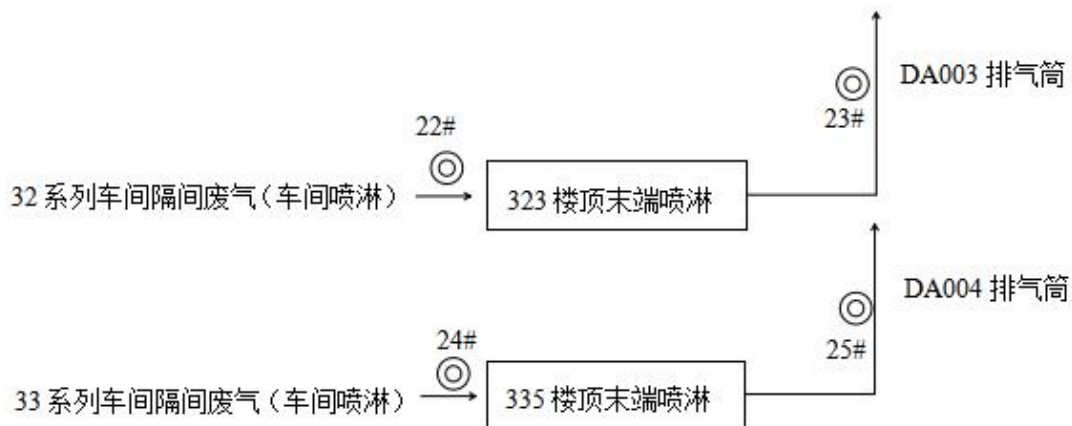 DA003 排气筒
23#
22#
32 系列车间隔间废气（车间喷淋）
323 楼顶末端喷淋
DA004 排气筒
25#
24#
33 系列车间隔间废气（车间喷淋）
335 楼顶末端喷淋